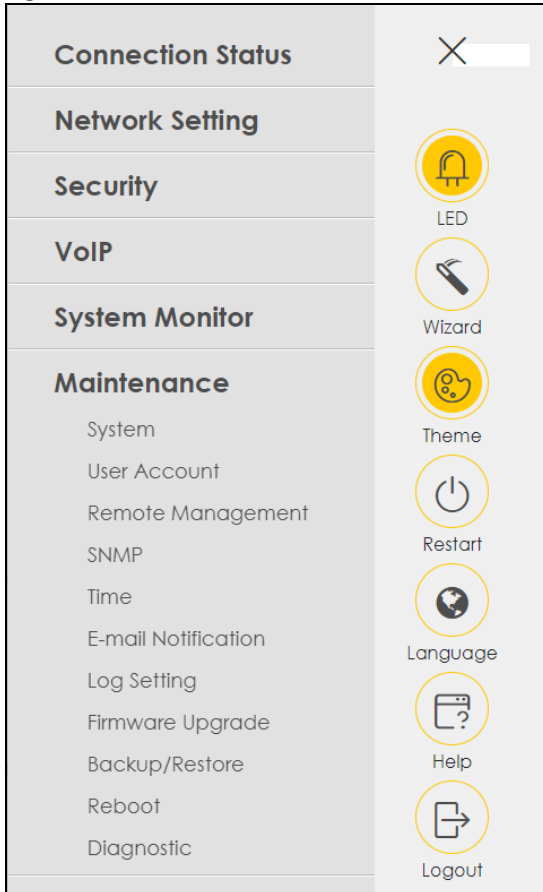 Connection Status
Network Setting
Security
VoIP
System Monitor
Maintenance
System
User Account
Remote Management
SNMP
Time
E-mail Notification
Log Setting
Firmware Upgrade
Backup/Restore
Reboot
Diagnostic
LED
Wizard
Theme
Restart
Language
Help
Logout